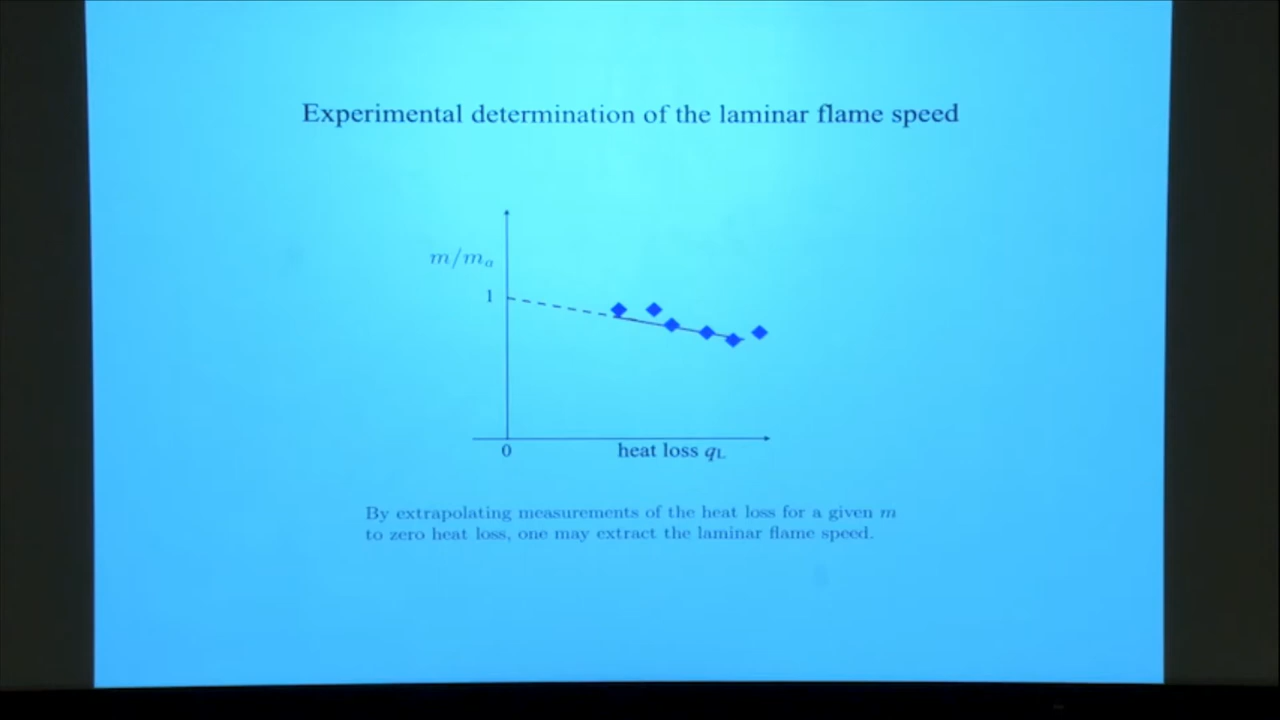 Experimental determination of the laminar flame speed
m/mₐ
1
0
heat loss q_L
By extrapolating measurements of the heat loss for a given m
to zero heat loss, one may extract the laminar flame speed.